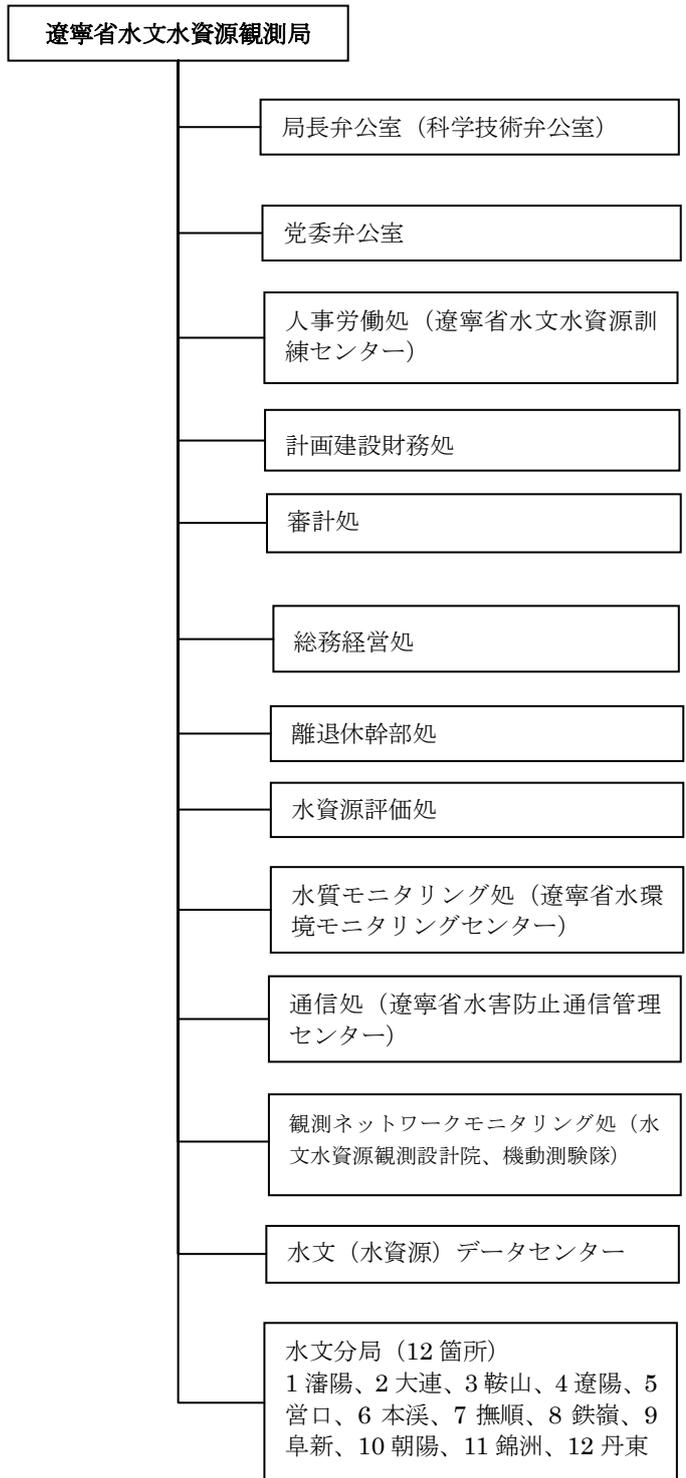 遼寧省水文水資源観測局
局長弁公室（科学技術弁公室）
党委弁公室
人事労働処（遼寧省水文水資源訓
練センター）
計画建設財務処
審計処
総務経営処
離退休幹部処
水資源評価処
水質モニタリング処（遼寧省水環
境モニタリングセンター）
通信処（遼寧省水害防止通信管理
センター）
観測ネットワークモニタリング処（水
文水資源観測設計院、機動測験隊）
水文（水資源）データセンター
水文分局（12 箇所）
1 瀋陽、2 大連、3 鞍山、4 遼陽、5
営口、6 本渓、7 撫順、8 鉄嶺、9
阜新、10 朝陽、11 錦洲、12 丹東